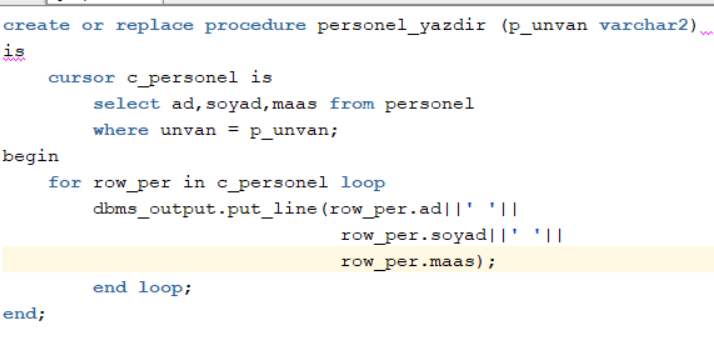 create or replace procedure personel_yazdir (p_unvan varchar2)
is
    cursor c_personel is
        select ad,soyad,maas from personel
        where unvan = p_unvan;
begin
    for row_per in c_personel loop
        dbms_output.put_line(row_per.ad||' '||
                             row_per.soyad||' '||
                             row_per.maas);
        end loop;
end;